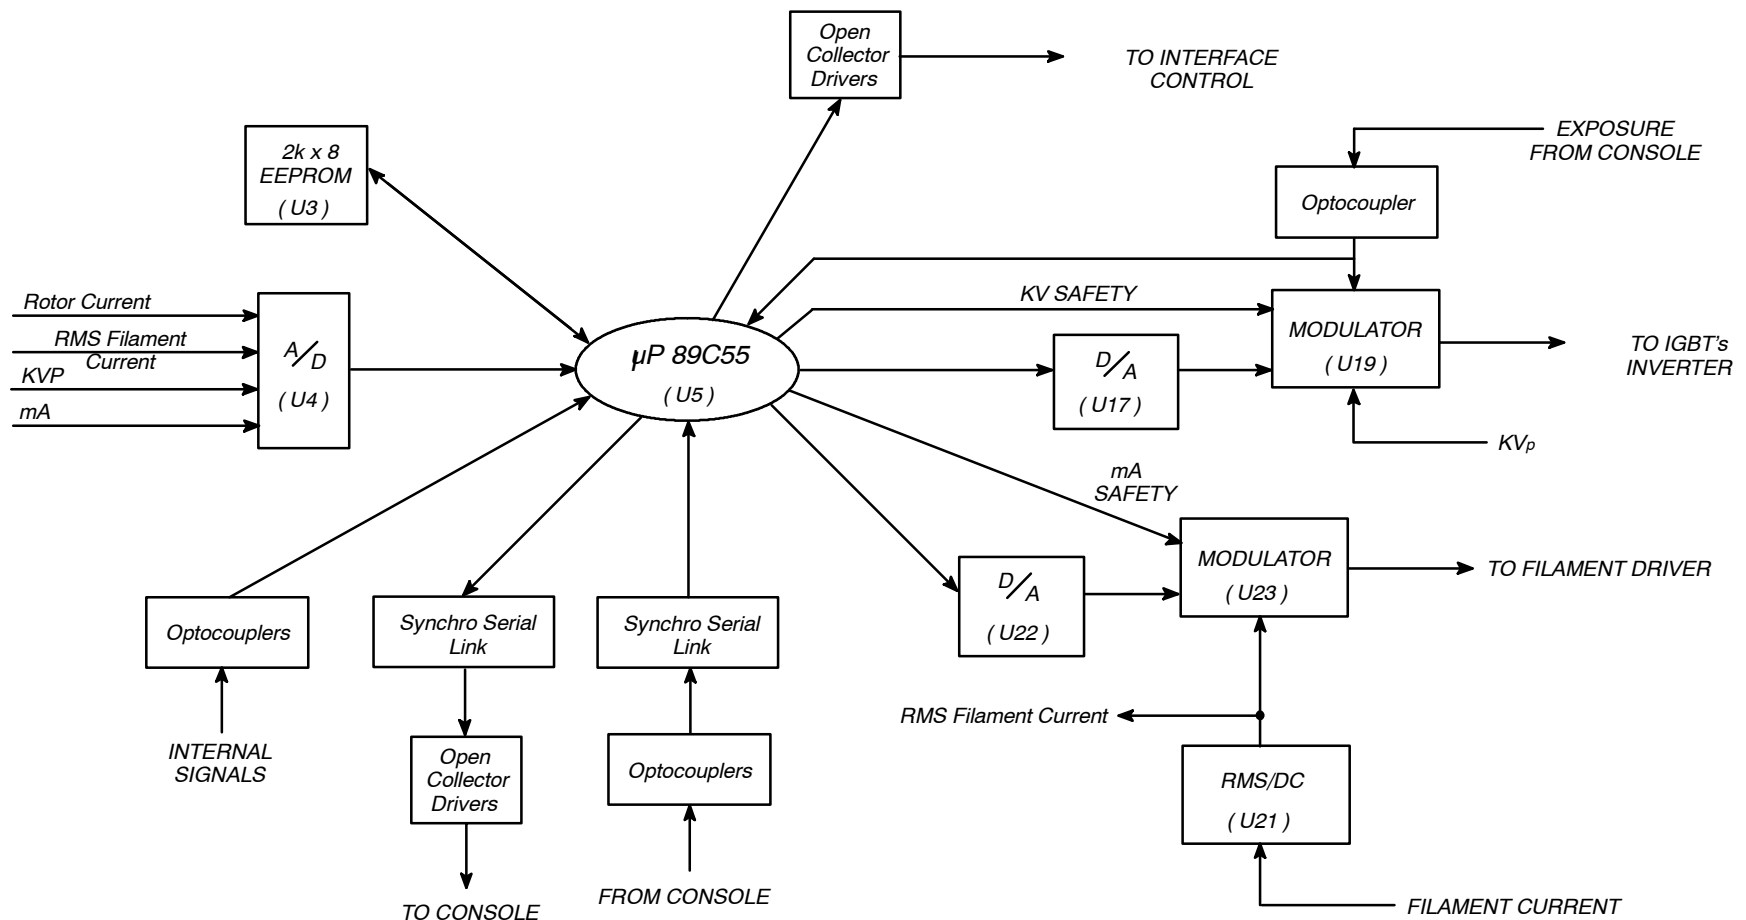 Open
Collector
Drivers
TO INTERFACE
CONTROL
EXPOSURE
FROM CONSOLE
2k x 8
EEPROM
( U3 )
Optocoupler
Rotor Current
RMS Filament
Current
KVP
mA
A/D
( U4 )
µP 89C55
( U5 )
KV SAFETY
D/A
( U17 )
MODULATOR
( U19 )
TO IGBT's
INVERTER
KVp
mA
SAFETY
D/A
( U22 )
MODULATOR
( U23 )
TO FILAMENT DRIVER
Optocouplers
INTERNAL
SIGNALS
Synchro Serial
Link
Open
Collector
Drivers
TO CONSOLE
Synchro Serial
Link
Optocouplers
FROM CONSOLE
RMS Filament Current
RMS/DC
( U21 )
FILAMENT CURRENT